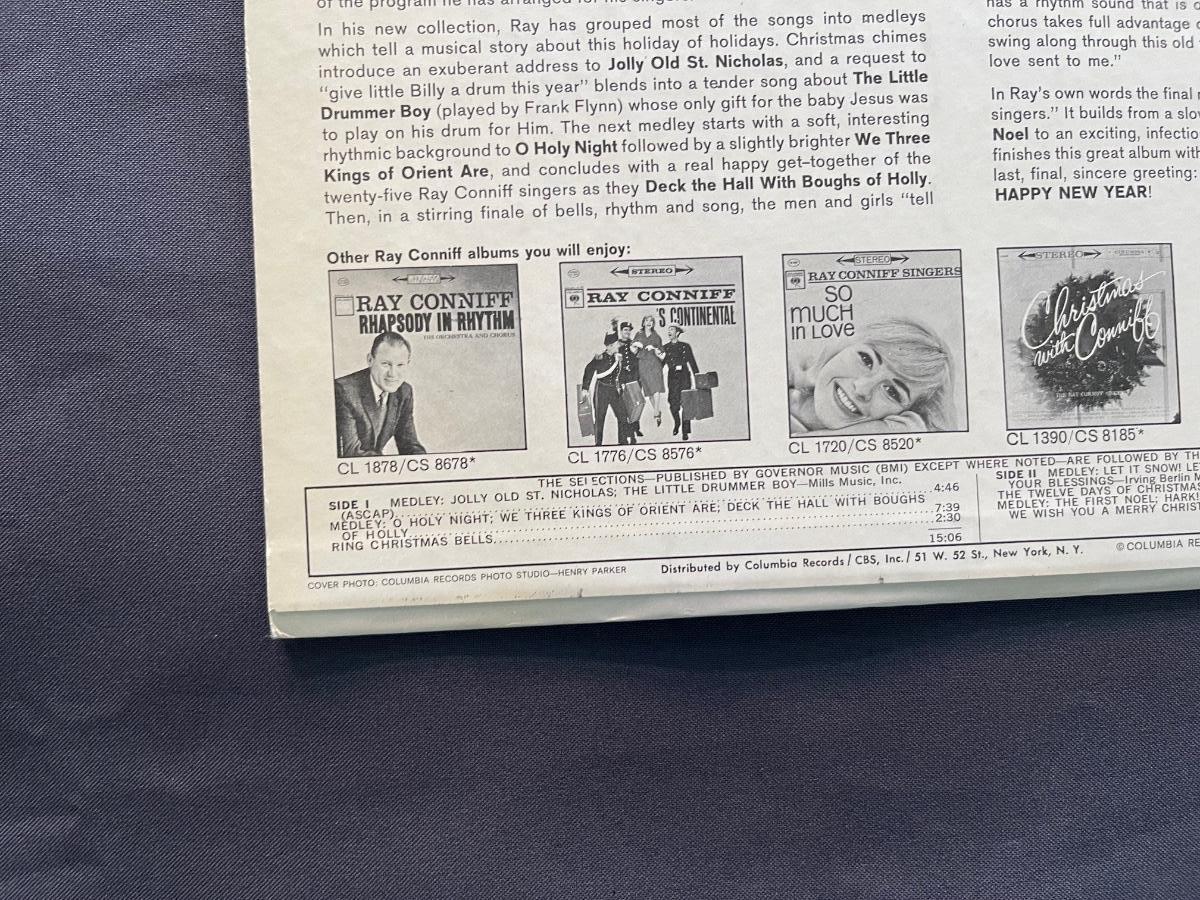 of the program he has arranged for his singers.
In his new collection, Ray has grouped most of the songs into medleys
which tell a musical story about this holiday of holidays. Christmas chimes
introduce an exuberant address to Jolly Old St. Nicholas, and a request to
“give little Billy a drum this year” blends into a tender song about The Little
Drummer Boy (played by Frank Flynn) whose only gift for the baby Jesus was
to play on his drum for Him. The next medley starts with a soft, interesting
rhythmic background to O Holy Night followed by a slightly brighter We Three
Kings of Orient Are, and concludes with a real happy get-together of the
twenty-five Ray Conniff singers as they Deck the Hall With Boughs of Holly.
Then, in a stirring finale of bells, rhythm and song, the men and girls “tell
has a rhythm sound that is
chorus takes full advantage
swing along through this old
love sent to me.”
In Ray's own words the final
singers.” It builds from a
Noel to an exciting,
finishes this great album with
last, final, sincere greeting:
HAPPY NEW YEAR!
Other Ray Conniff albums you will enjoy:
RAY CONNIFF
RHAPSODY IN RHYTHM
THE ORCHESTRA AND CHORUS
CL 1878/CS 8678*
STEREO
RAY CONNIFF
'S CONTINENTAL
CL 1776/CS 8576*
STEREO
RAY CONNIFF SINGERS
SO
MUCH
IN LOVE
CL 1720/CS 8520*
STEREO
Christmas
with Conniff
CL 1390/CS 8185*
THE SELECTIONS—PUBLISHED BY GOVERNOR MUSIC (BMI) EXCEPT WHERE NOTED—ARE FOLLOWED BY
SIDE I MEDLEY: JOLLY OLD ST. NICHOLAS; THE LITTLE DRUMMER BOY—Mills Music, Inc.
(ASCAP) 4:46
MEDLEY: O HOLY NIGHT; WE THREE KINGS OF ORIENT ARE; DECK THE HALL WITH BOUGHS
OF HOLLY 7:39
RING CHRISTMAS BELLS 2:30
15:06
SIDE II MEDLEY: LET IT SNOW!
YOUR BLESSINGS—Irving Berlin
THE TWELVE DAYS OF CHRISTMAS
MEDLEY: THE FIRST NOEL; HARK!
WE WISH YOU A MERRY
COVER PHOTO: COLUMBIA RECORDS PHOTO STUDIO—HENRY PARKER
Distributed by Columbia Records / CBS, Inc. / 51 W. 52 St., New York, N. Y.
© COLUMBIA